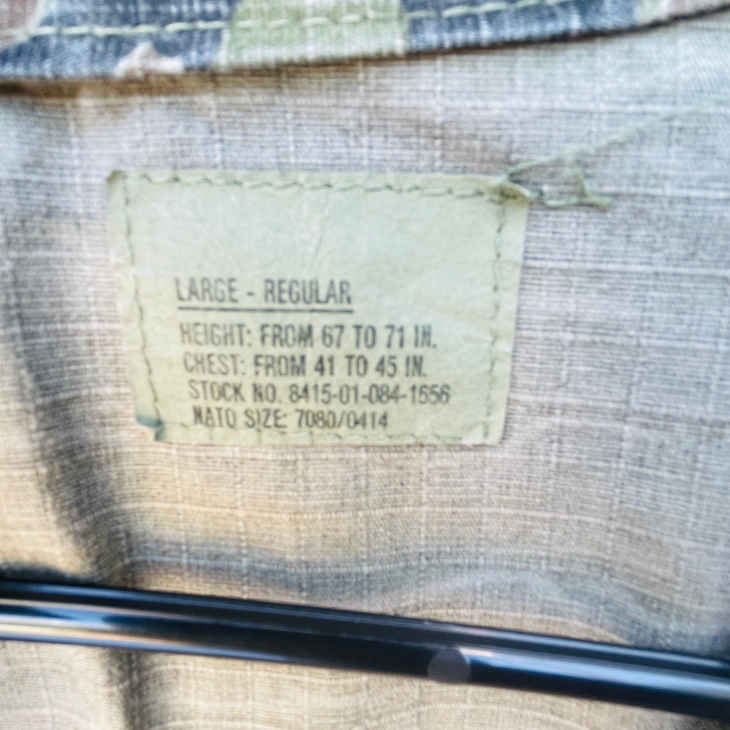 LARGE - REGULAR
HEIGHT: FROM 67 TO 71 IN.
CHEST: FROM 41 TO 45 IN.
STOCK NO. 8415-01-084-1656
NATO SIZE: 7080/0414